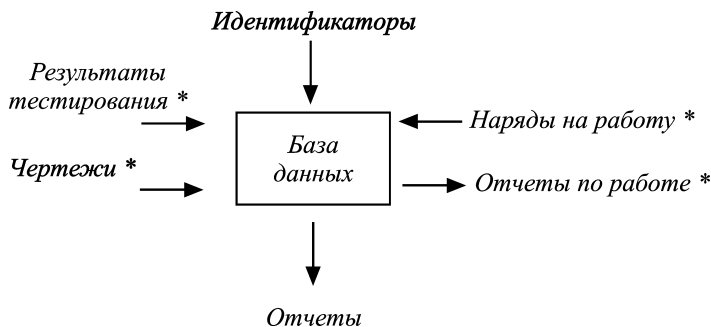 Идентификаторы
Результаты
тестирования *
Наряды на работу *
База
данных
Чертежи *
Отчеты по работе *
Отчеты